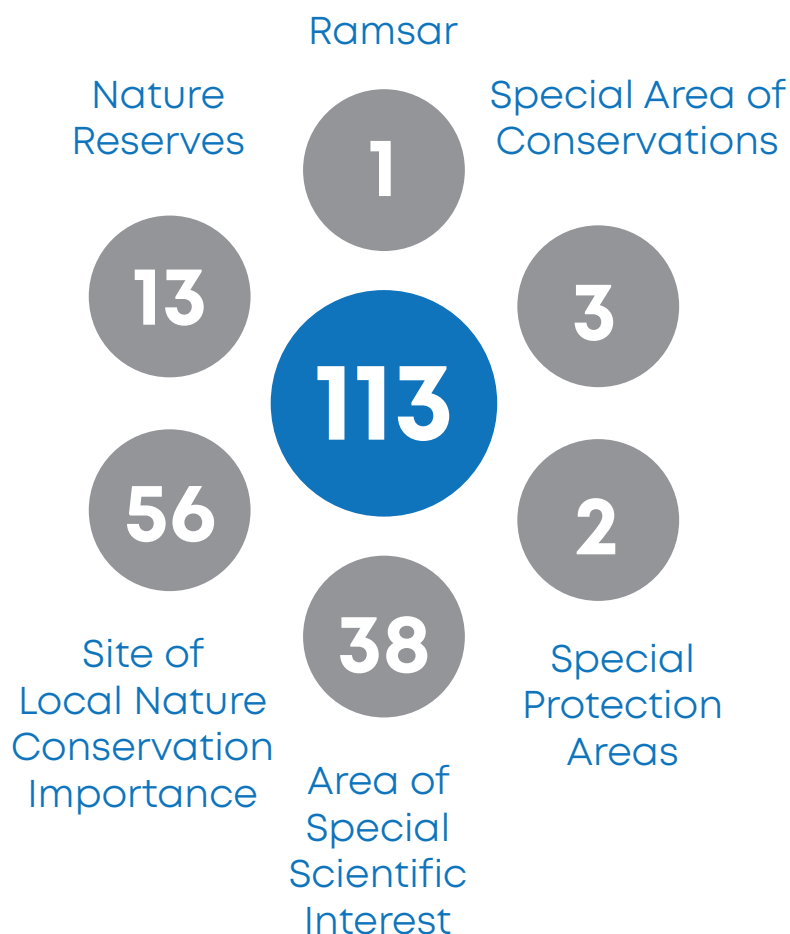 Ramsar
1
Nature
Reserves
13
Special Area of
Conservations
3
113
56
Site of
Local Nature
Conservation
Importance
38
Area of
Special
Scientific
Interest
2
Special
Protection
Areas